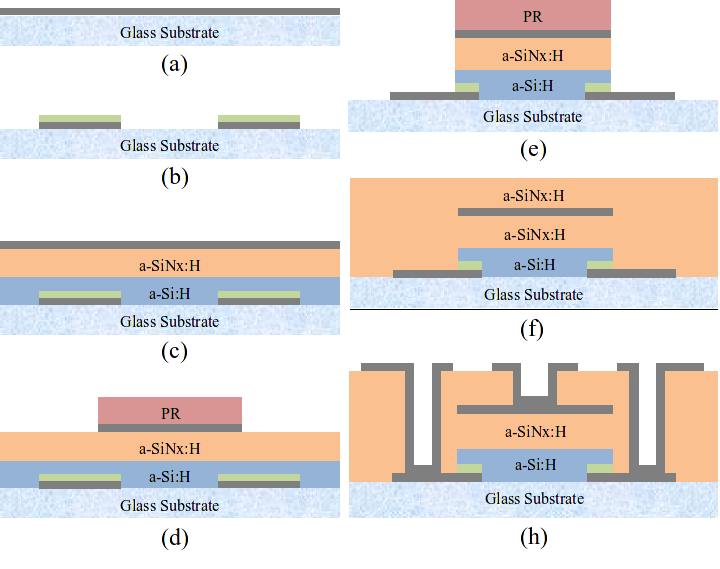 Glass Substrate
(a)
Glass Substrate
(b)
a-SiNx:H
a-Si:H
Glass Substrate
(c)
PR
a-SiNx:H
a-Si:H
Glass Substrate
(d)
PR
a-SiNx:H
a-Si:H
Glass Substrate
(e)
a-SiNx:H
a-SiNx:H
a-Si:H
Glass Substrate
(f)
a-SiNx:H
a-Si:H
Glass Substrate
(h)